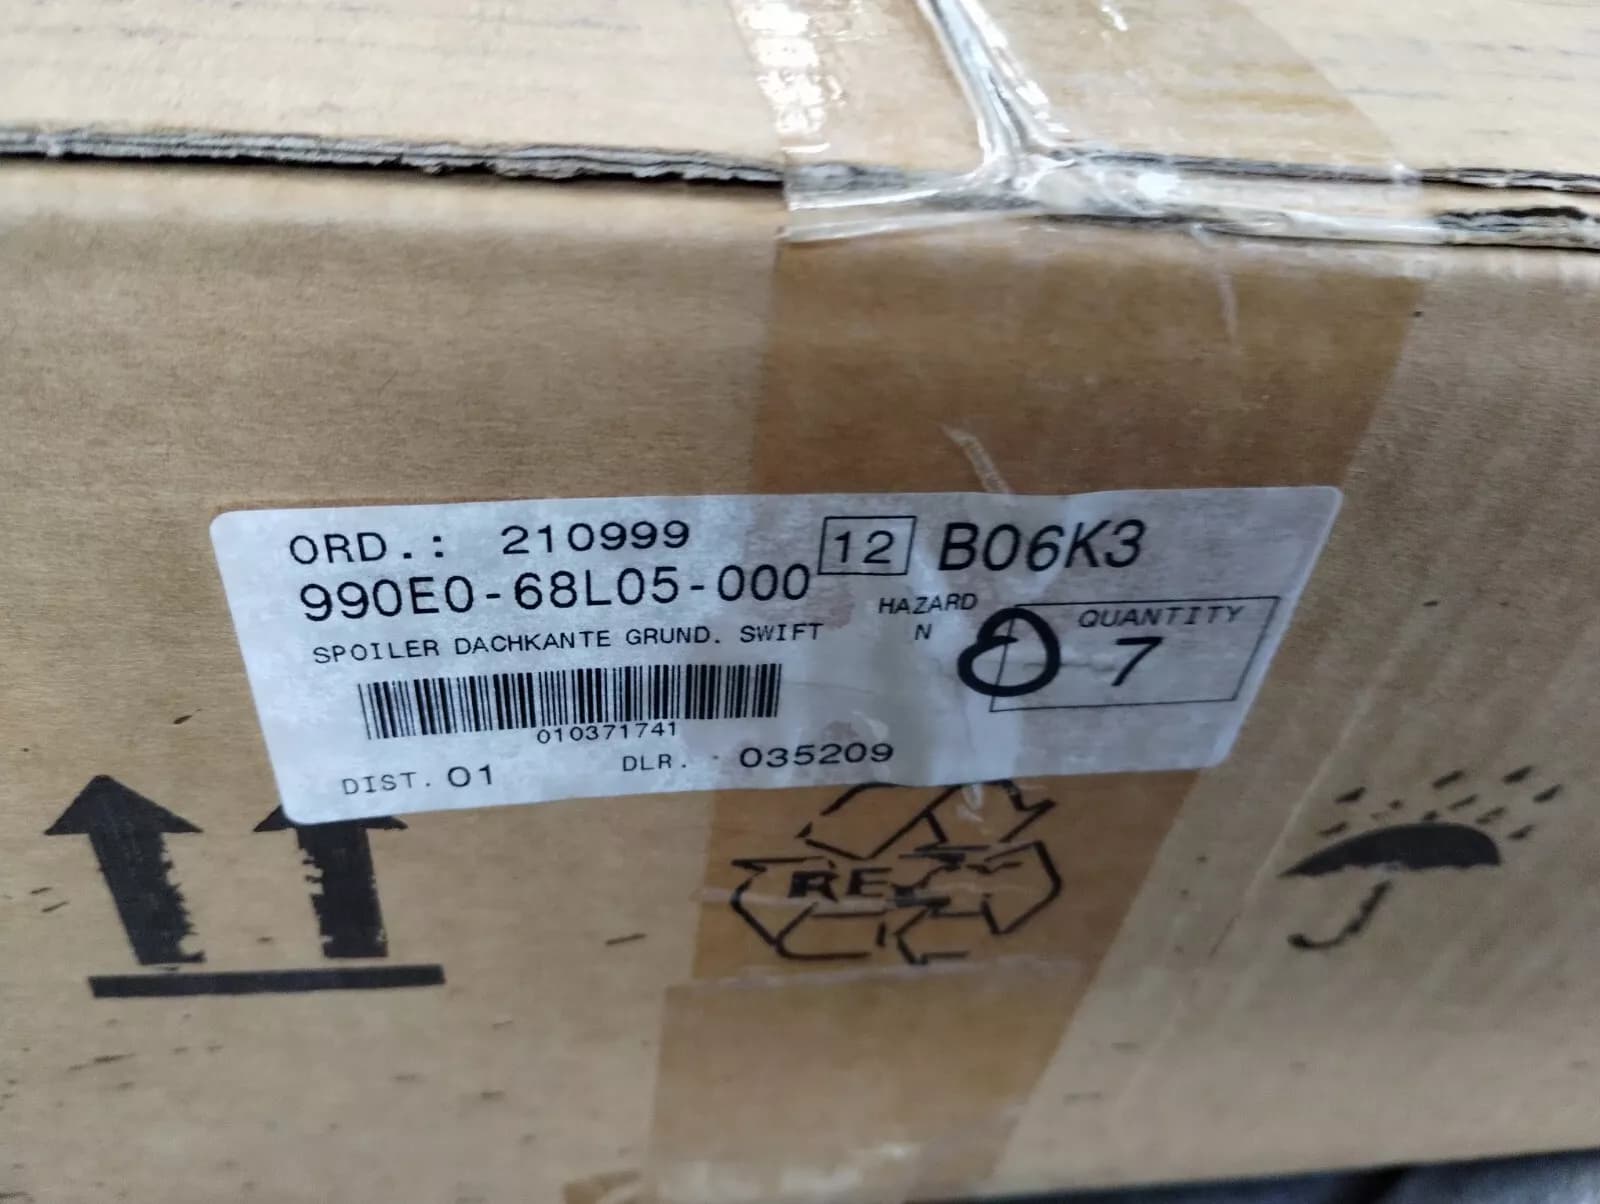 ORD.: 210999 12 B06K3
990E0-68L05-000
HAZARD
QUANTITY
SPOILER DACHKANTE GRUND. SWIFT
N
7
010371741
DIST. 01 DLR. 035209